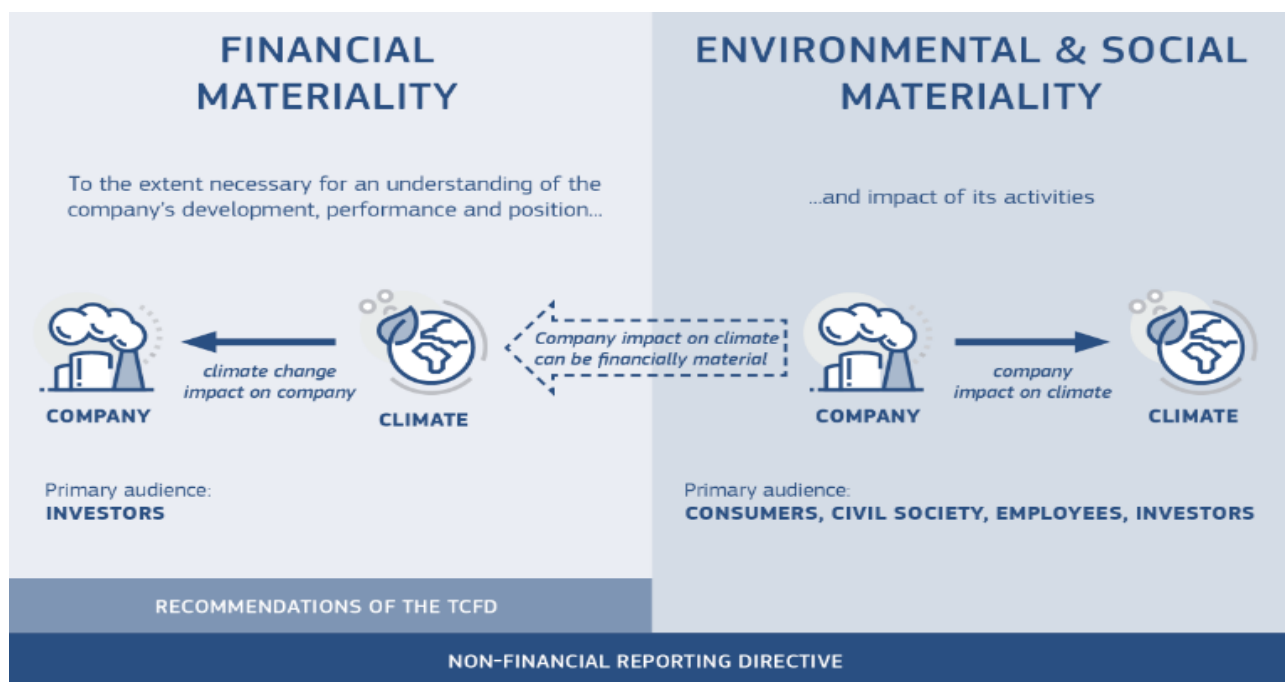 FINANCIAL
MATERIALITY
To the extent necessary for an understanding of the
company's development, performance and position...
climate change
impact on company
COMPANY
CLIMATE
Primary audience:
INVESTORS
RECOMMENDATIONS OF THE TCFD
Company impact on climate
can be financially material
ENVIRONMENTAL & SOCIAL
MATERIALITY
...and impact of its activities
company
impact on climate
COMPANY
CLIMATE
Primary audience:
CONSUMERS, CIVIL SOCIETY, EMPLOYEES, INVESTORS
NON-FINANCIAL REPORTING DIRECTIVE